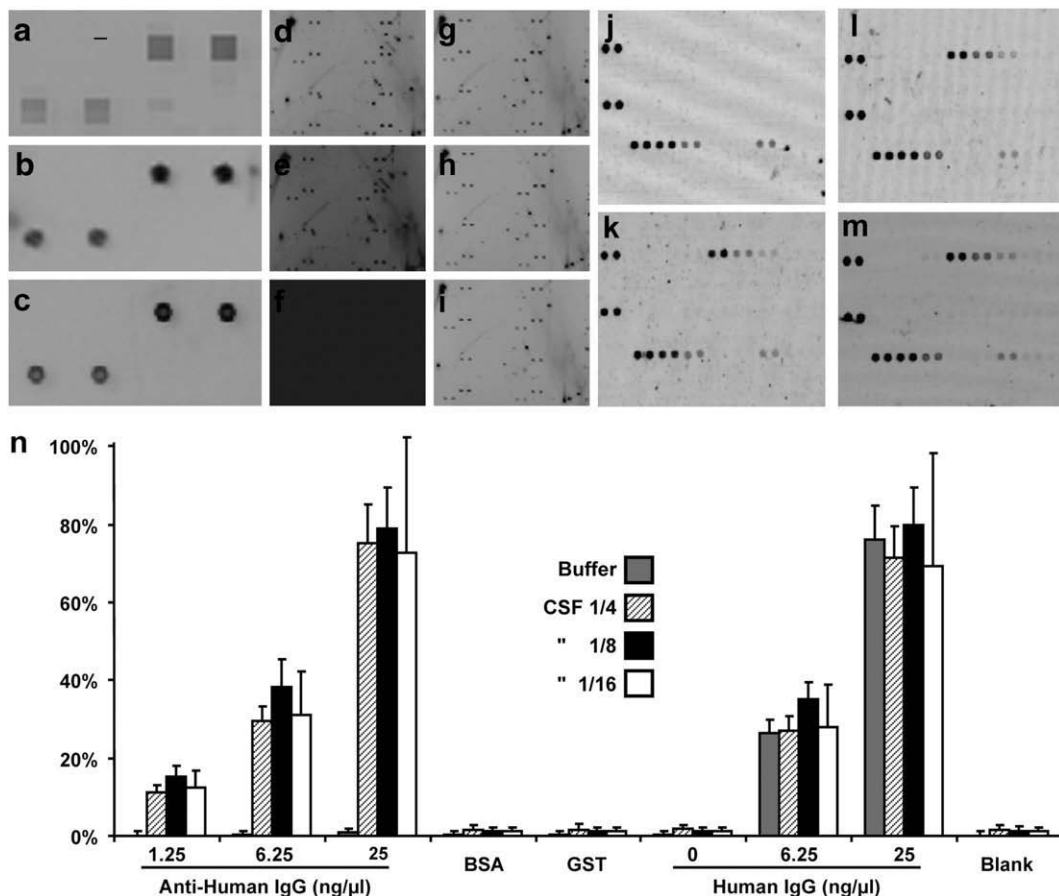 a
d
g
j
l
b
e
h
k
m
c
f
i
n
100%
80%
60%
40%
20%
0%
Buffer
CSF 1/4
" 1/8
" 1/16
1.25 6.25 25 BSA GST 0 6.25 25 Blank
Anti-Human IgG (ng/µl) Human IgG (ng/µl)